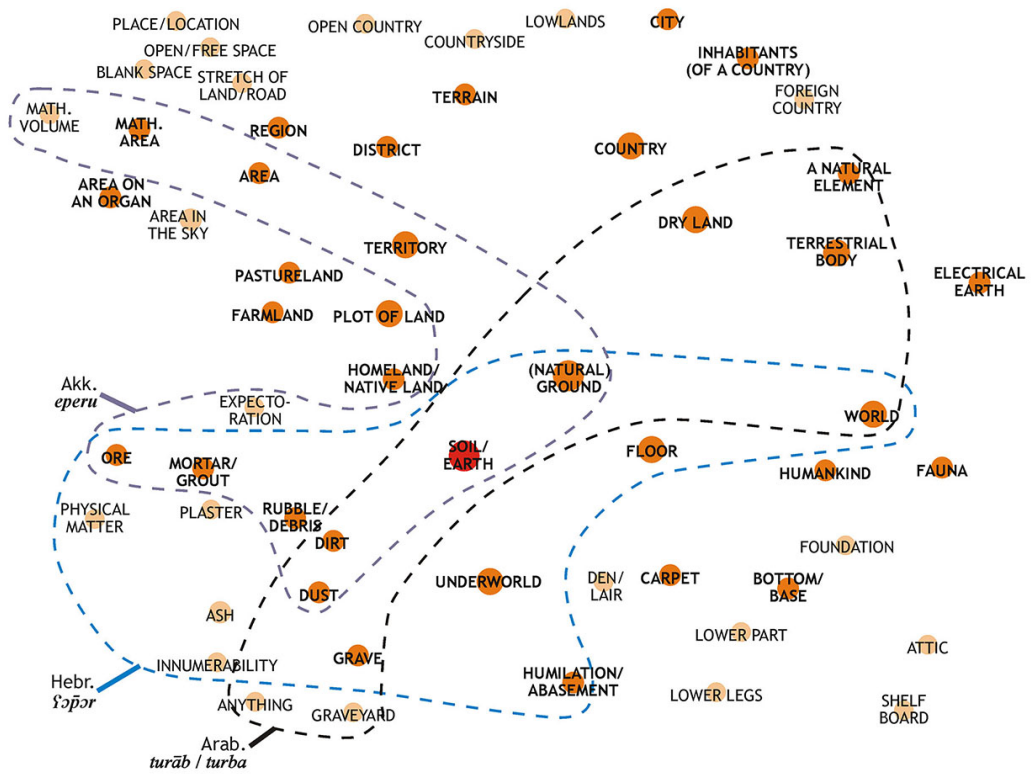 PLACE/LOCATION
OPEN COUNTRY
LOWLANDS
CITY
OPEN/FREE SPACE
COUNTRYSIDE
INHABITANTS
(OF A COUNTRY)
BLANK SPACE
STRETCH OF
LAND/ROAD
TERRAIN
FOREIGN
COUNTRY
MATH.
VOLUME
MATH.
AREA
REGION
DISTRICT
COUNTRY
AREA
A NATURAL
ELEMENT
AREA ON
AN ORGAN
AREA IN
THE SKY
DRY LAND
TERRITORY
TERRESTRIAL
BODY
PASTURELAND
ELECTRICAL
EARTH
FARMLAND
PLOT OF LAND
HOMELAND/
NATIVE LAND
(NATURAL)
GROUND
Akk.
eperu
EXPECTO-
RATION
WORLD
ORE
MORTAR/
GROUT
SOIL/
EARTH
FLOOR
HUMANKIND
FAUNA
PHYSICAL
MATTER
PLASTER
RUBBLE/
DEBRIS
DIRT
FOUNDATION
DUST
UNDERWORLD
DEN/
LAIR
CARPET
BOTTOM/
BASE
ASH
LOWER PART
ATTIC
INNUMERABILITY
GRAVE
Hebr.
ʕɔp̄ɔr
HUMILATION/
ABASEMENT
LOWER LEGS
ANYTHING
GRAVEYARD
SHELF
BOARD
Arab.
turāb / turba